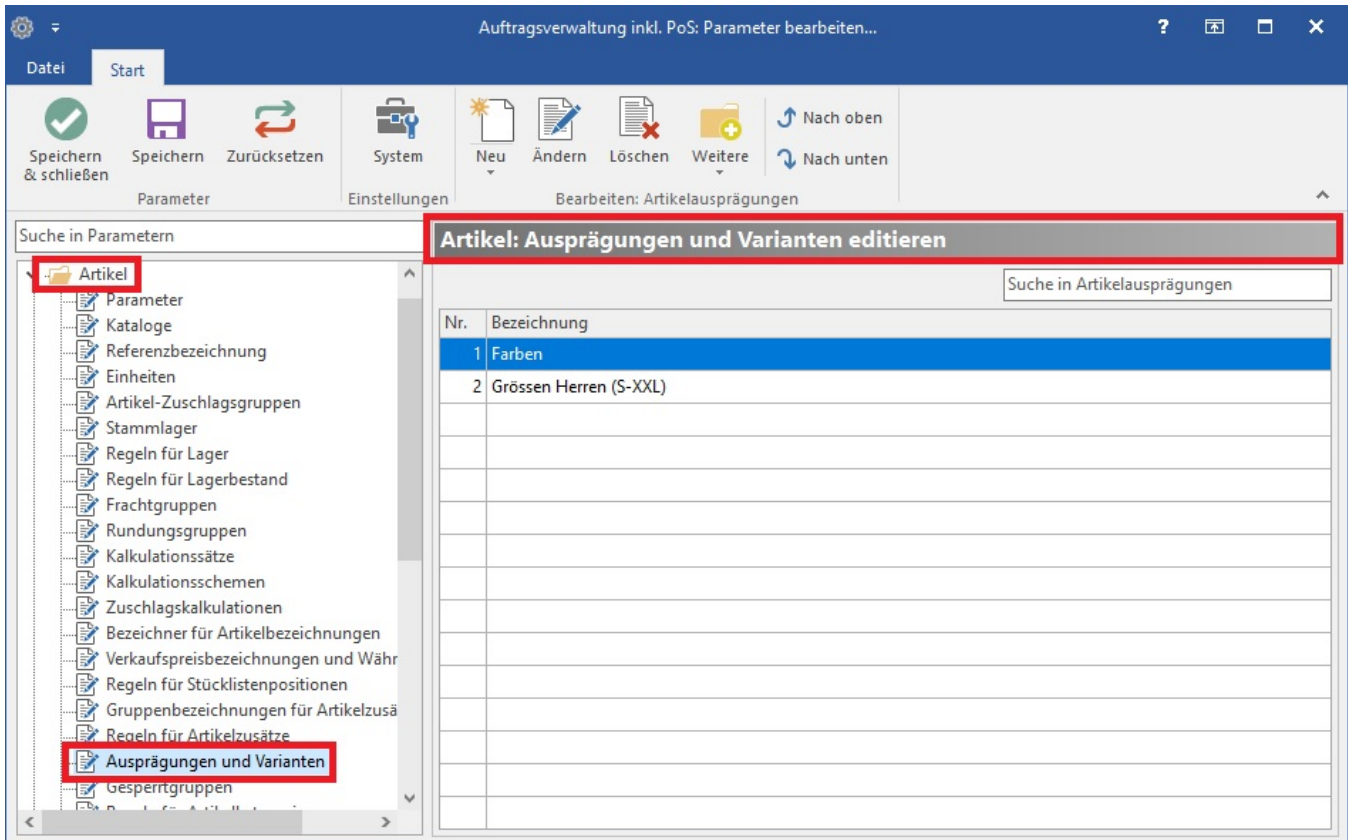 Auftragsverwaltung inkl. PoS: Parameter bearbeiten...
?
Datei
Start
Speichern & schließen
Speichern
Zurücksetzen
System
Neu
Ändern
Löschen
Weitere
Nach oben
Nach unten
Parameter
Einstellungen
Bearbeiten: Artikelausprägungen
Suche in Parametern
Artikel
Parameter
Kataloge
Referenzbezeichnung
Einheiten
Artikel-Zuschlagsgruppen
Stammlager
Regeln für Lager
Regeln für Lagerbestand
Frachtgruppen
Rundungsgruppen
Kalkulationssätze
Kalkulationsschemen
Zuschlagskalkulationen
Bezeichner für Artikelbezeichnungen
Verkaufspreisbezeichnungen und Währ
Regeln für Stücklistenpositionen
Gruppenbezeichnungen für Artikelzusä
Regeln für Artikelzusätze
Ausprägungen und Varianten
Gesperrtgruppen
Artikel: Ausprägungen und Varianten editieren
Suche in Artikelausprägungen
Nr. Bezeichnung
1 Farben
2 Grössen Herren (S-XXL)